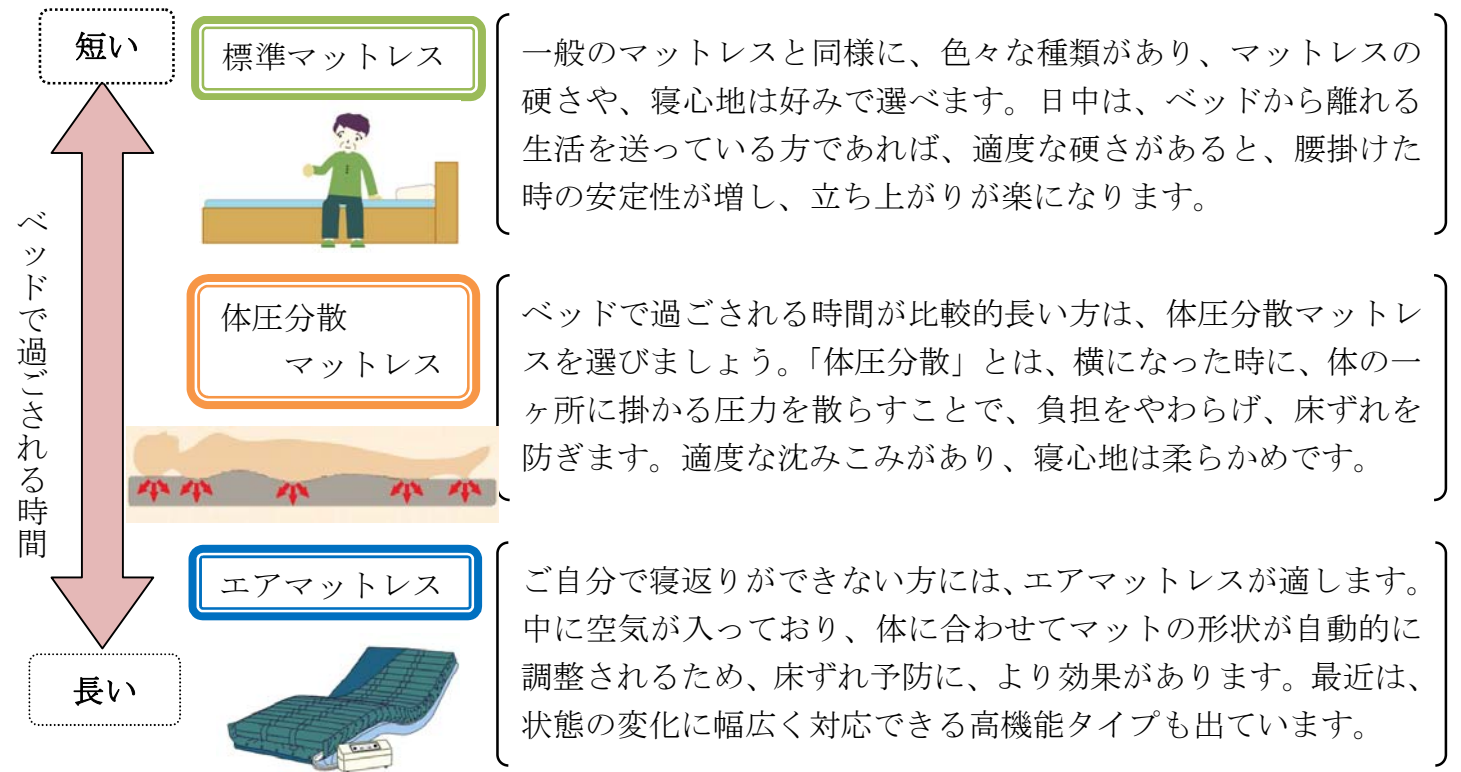 短い
標準マットレス
一般のマットレスと同様に、色々な種類があり、マットレスの
硬さや、寝心地は好みで選べます。日中は、ベッドから離れる
生活を送っている方であれば、適度な硬さがあると、腰掛けた
時の安定性が増し、立ち上がりが楽になります。
ベッドで過ごされる時間
体圧分散
マットレス
ベッドで過ごされる時間が比較的長い方は、体圧分散マットレ
スを選びましょう。「体圧分散」とは、横になった時に、体の一
ヶ所に掛かる圧力を散らすことで、負担をやわらげ、床ずれを
防ぎます。適度な沈みこみがあり、寝心地は柔らかめです。
エアマットレス
ご自分で寝返りができない方には、エアマットレスが適します。
中に空気が入っており、体に合わせてマットの形状が自動的に
調整されるため、床ずれ予防に、より効果があります。最近は、
状態の変化に幅広く対応できる高機能タイプも出ています。
長い